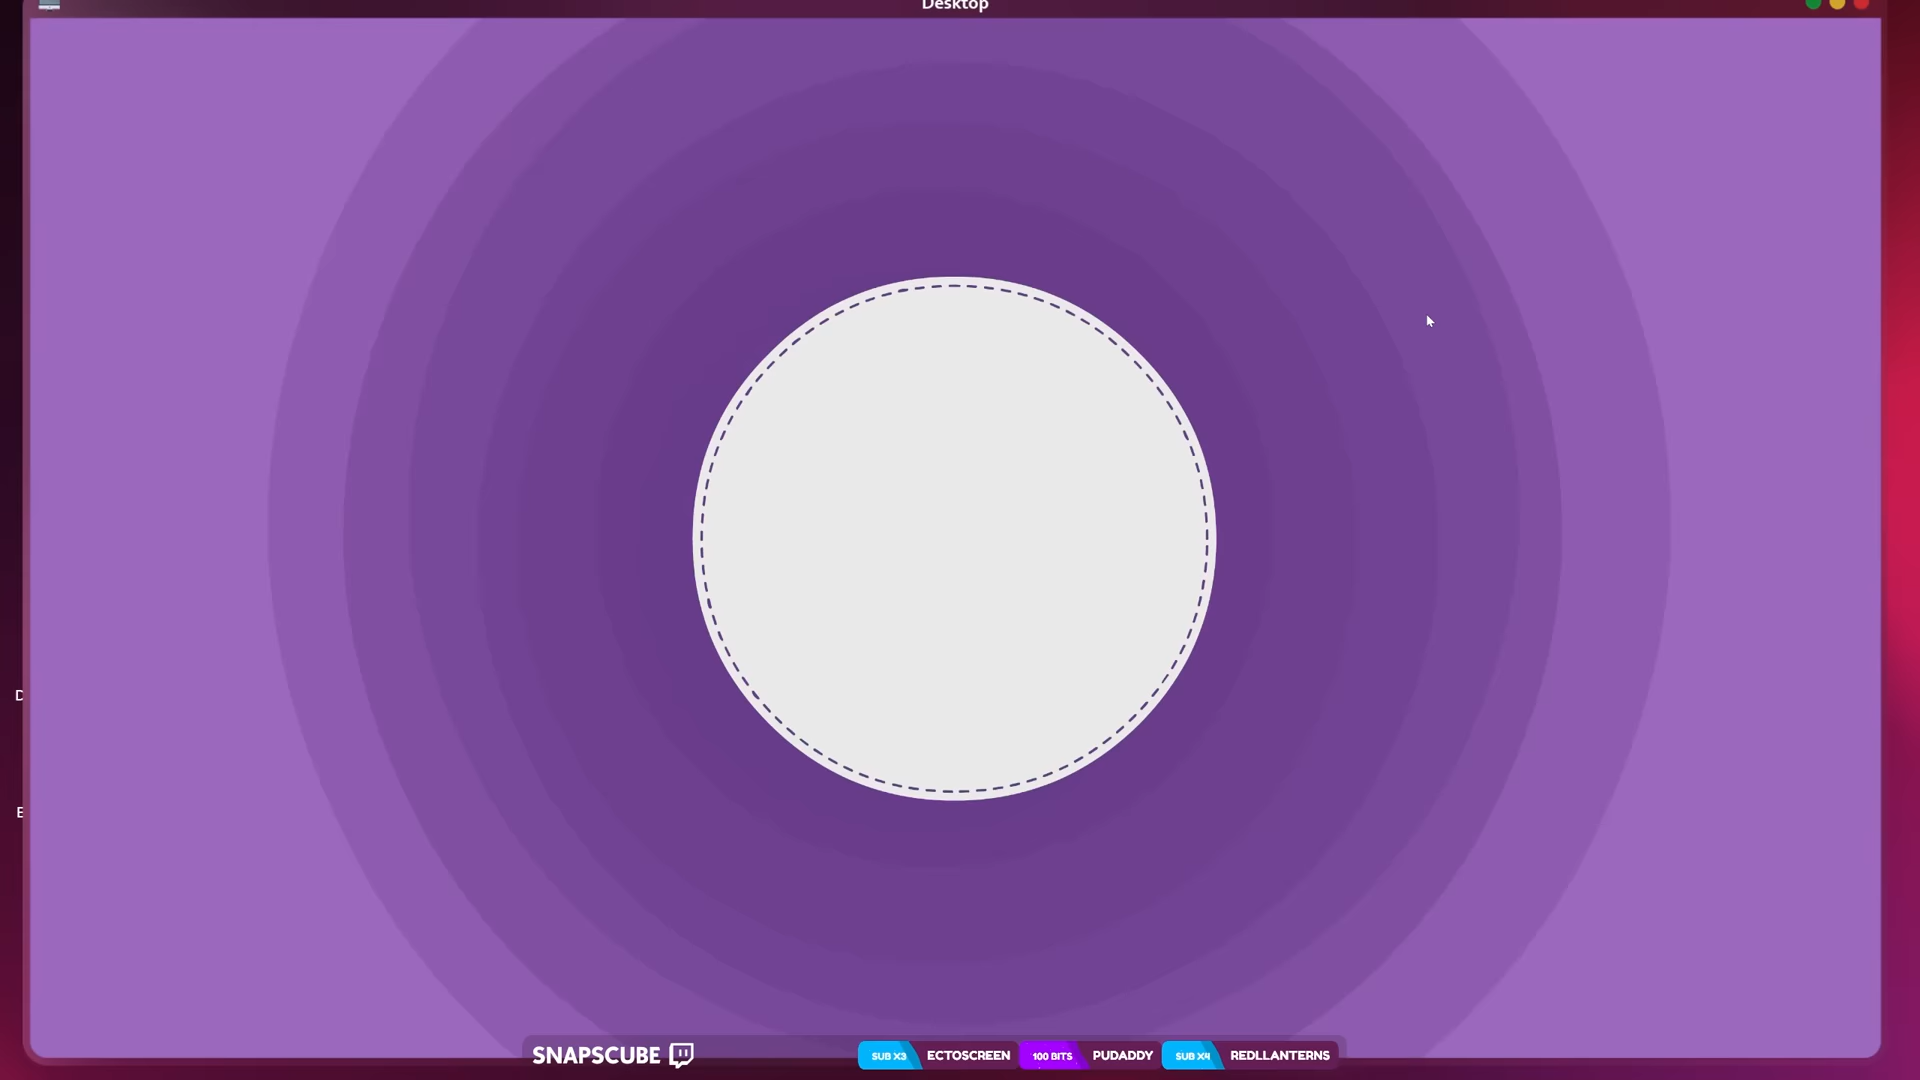 Desktop
D
E
SNAPSCUBE
SUB X3 ECTOSCREEN 100 BITS PUDADDY SUB X4 REDLLANTERNS